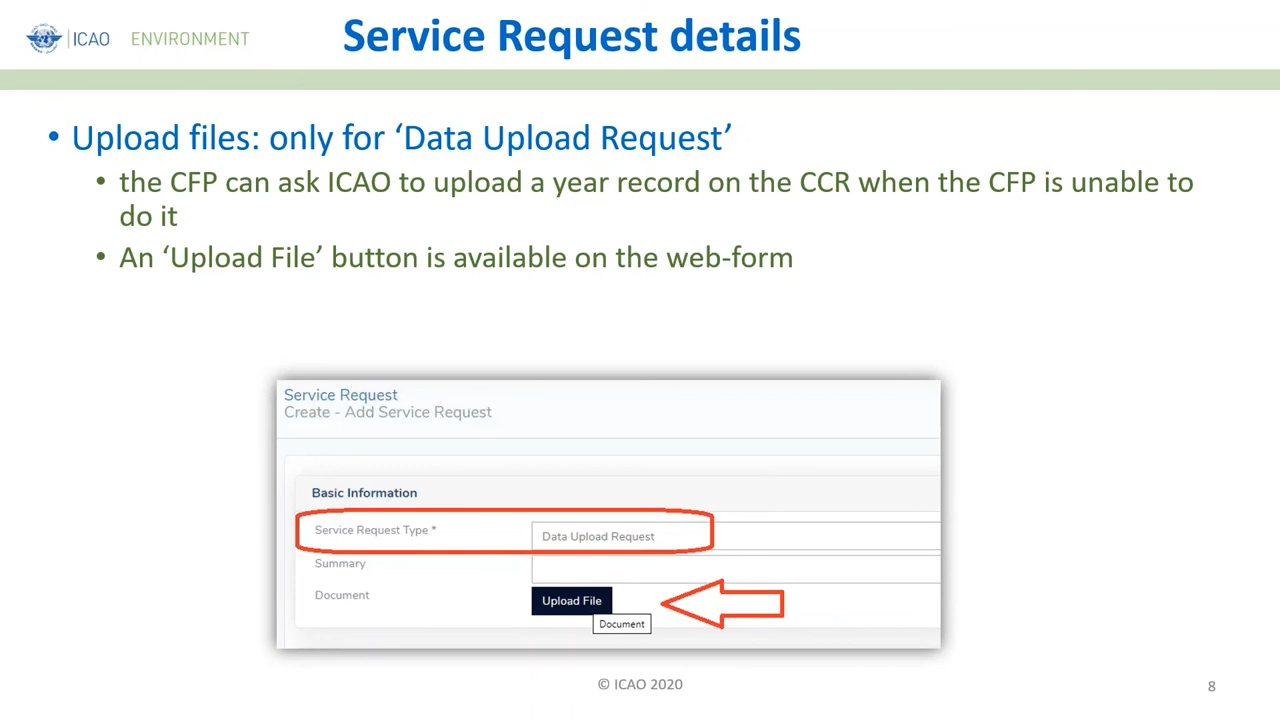 ICAO ENVIRONMENT
Service Request details
• Upload files: only for ‘Data Upload Request’
• the CFP can ask ICAO to upload a year record on the CCR when the CFP is unable to
do it
• An ‘Upload File’ button is available on the web-form
Service Request
Create - Add Service Request
Basic Information
Service Request Type * Data Upload Request
Summary
Document Upload File
Document
© ICAO 2020
8